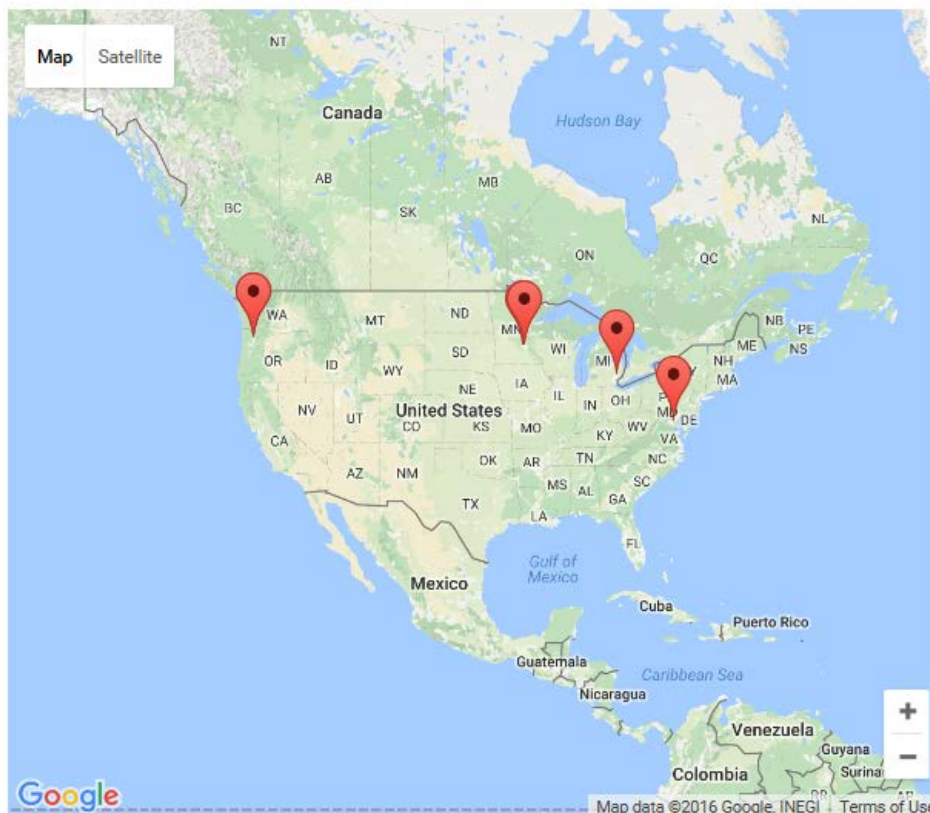 Map
Satellite
NT
Canada
Hudson Bay
AB
MB
BC
SK
NL
ON
QC
WA
MT
ND
MN
NB
PE
ME
NS
OR
ID
SD
WI
MI
NH
WY
MA
IA
NE
NV
UT
IL
IN
OH
United States
CO
KS
MO
WV
MD
DE
CA
KY
VA
AZ
NM
OK
AR
TN
NC
MS
AL
SC
GA
TX
LA
FL
Gulf of
Mexico
Mexico
Cuba
Puerto Rico
Guatemala
Caribbean Sea
Nicaragua
+
Venezuela
−
Guyana
Colombia
Surina
Google
Map data ©2016 Google, INEGI
Terms of Use